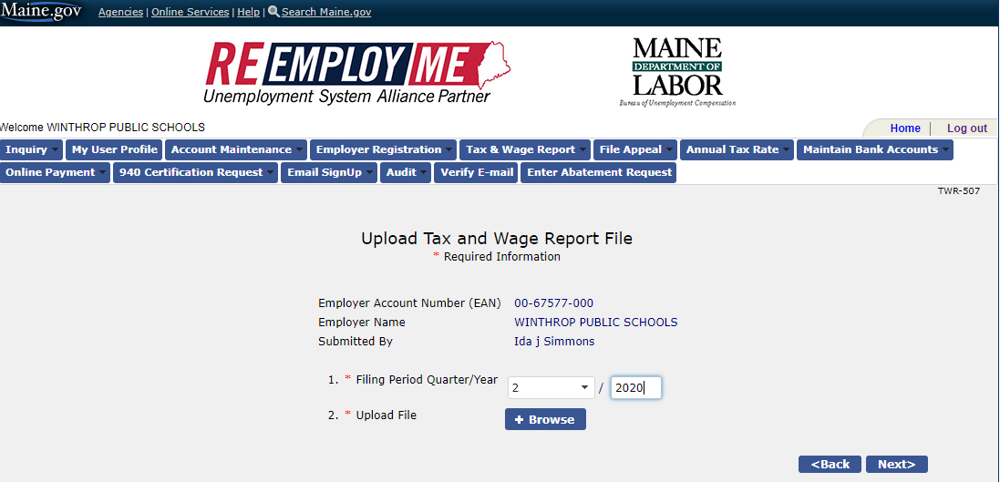 Maine.gov Agencies | Online Services | Help | Search Maine.gov
REEMPLOYME
Unemployment System Alliance Partner
MAINE
DEPARTMENT OF
LABOR
Bureau of Unemployment Compensation
Welcome WINTHROP PUBLIC SCHOOLS
Home | Log out
Inquiry My User Profile Account Maintenance Employer Registration Tax & Wage Report File Appeal Annual Tax Rate Maintain Bank Accounts
Online Payment 940 Certification Request Email SignUp Audit Verify E-mail Enter Abatement Request
TWR-507
Upload Tax and Wage Report File
* Required Information
Employer Account Number (EAN) 00-67577-000
Employer Name WINTHROP PUBLIC SCHOOLS
Submitted By Ida j Simmons
1. * Filing Period Quarter/Year 2 / 2020
2. * Upload File + Browse
<Back Next>